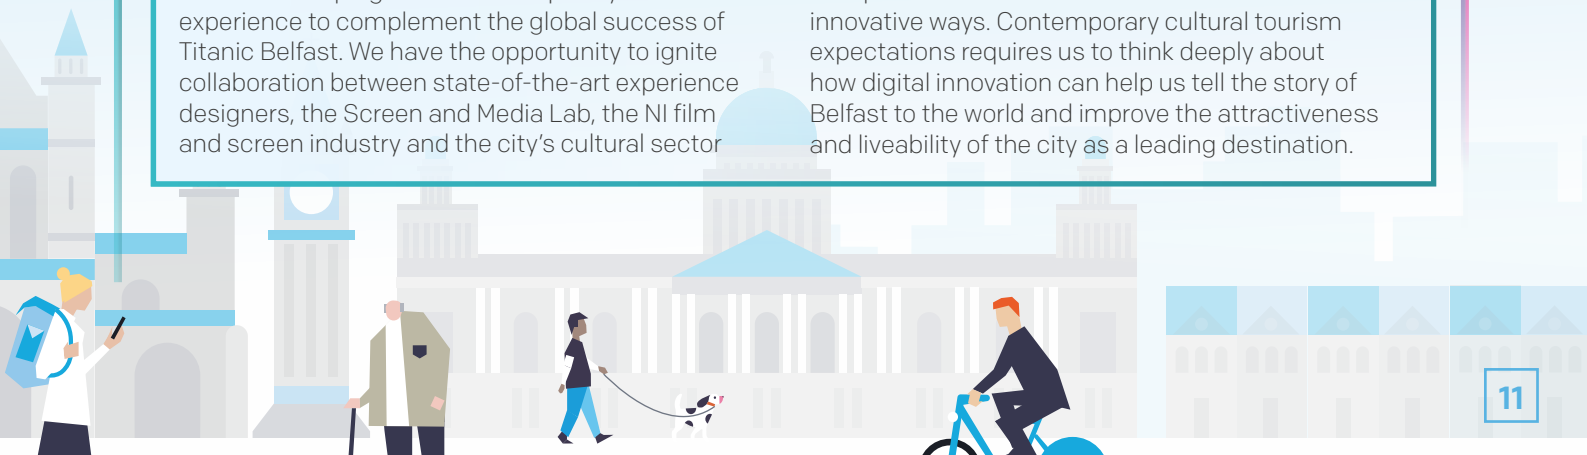 experience to complement the global success of
Titanic Belfast. We have the opportunity to ignite
collaboration between state-of-the-art experience
designers, the Screen and Media Lab, the NI film
and screen industry and the city's cultural sector
innovative ways. Contemporary cultural tourism
expectations requires us to think deeply about
how digital innovation can help us tell the story of
Belfast to the world and improve the attractiveness
and liveability of the city as a leading destination.
11